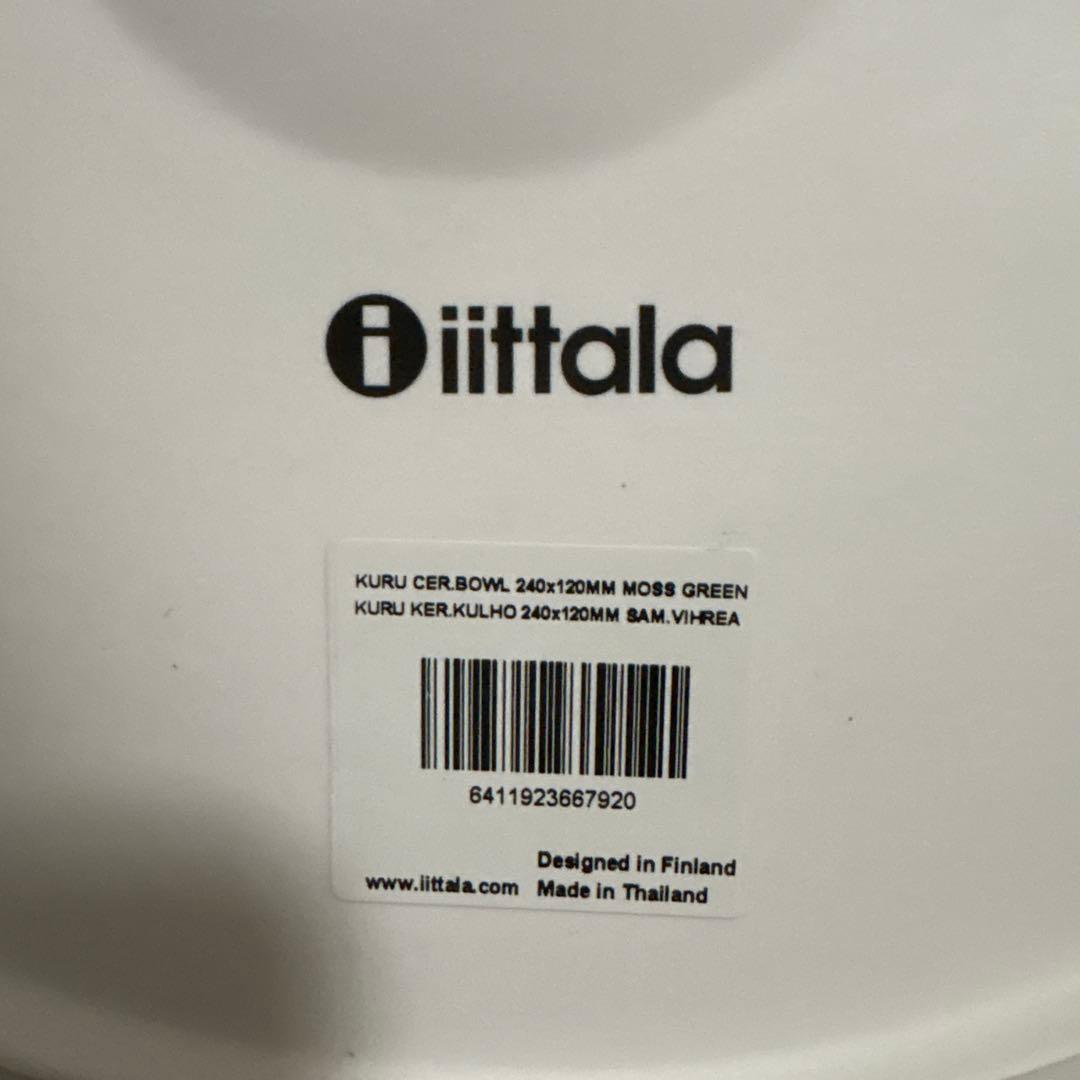 iittala
KURU CER.BOWL 240x120MM MOSS GREEN
KURU KER.KULHO 240x120MM SAM.VIHREA
6411923667920
Designed in Finland
www.iittala.com Made in Thailand